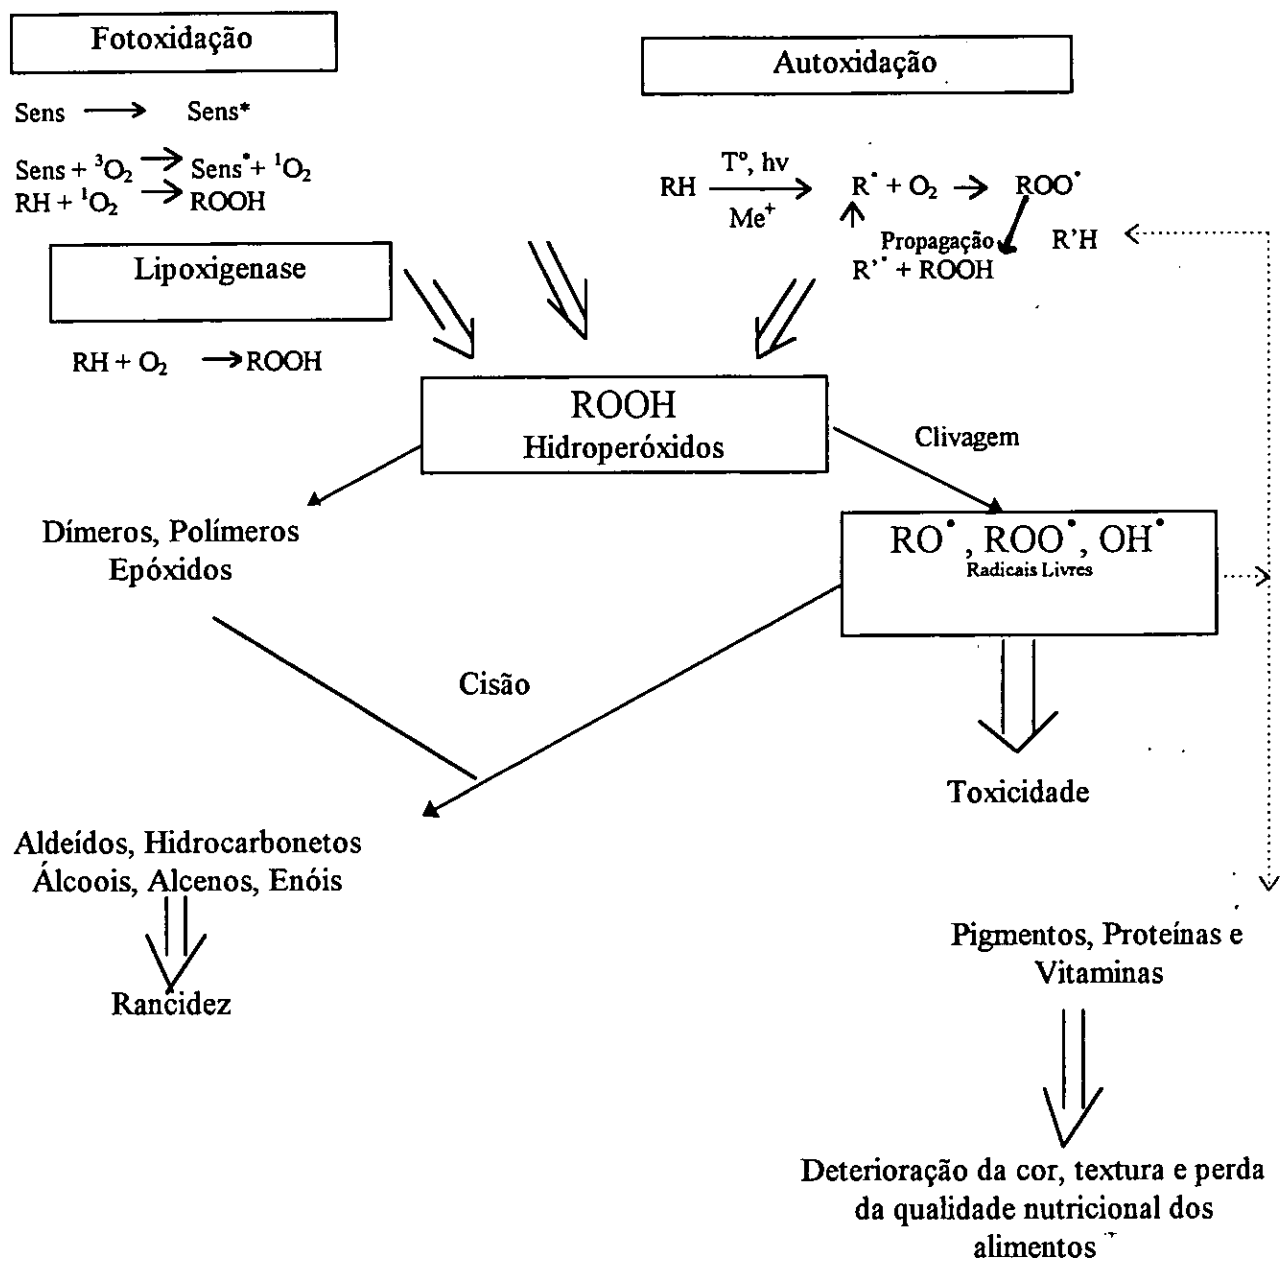 Fotoxidação
Sens → Sens*
Sens + ³O₂ → Sens• + ¹O₂
RH + ¹O₂ → ROOH
Autoxidação
RH T°, hv Me⁺ → R• + O₂ → ROO•
Propagação R'H
R'• + ROOH
Lipoxigenase
RH + O₂ → ROOH
ROOH
Hidroperóxidos
Clivagem
Dímeros, Polímeros
Epóxidos
RO•, ROO•, OH•
Radicais Livres
Cisão
Toxicidade
Aldeídos, Hidrocarbonetos
Álcoois, Alcenos, Enóis
Rancidez
Pigmentos, Proteínas e
Vitaminas
Deterioração da cor, textura e perda
da qualidade nutricional dos
alimentos